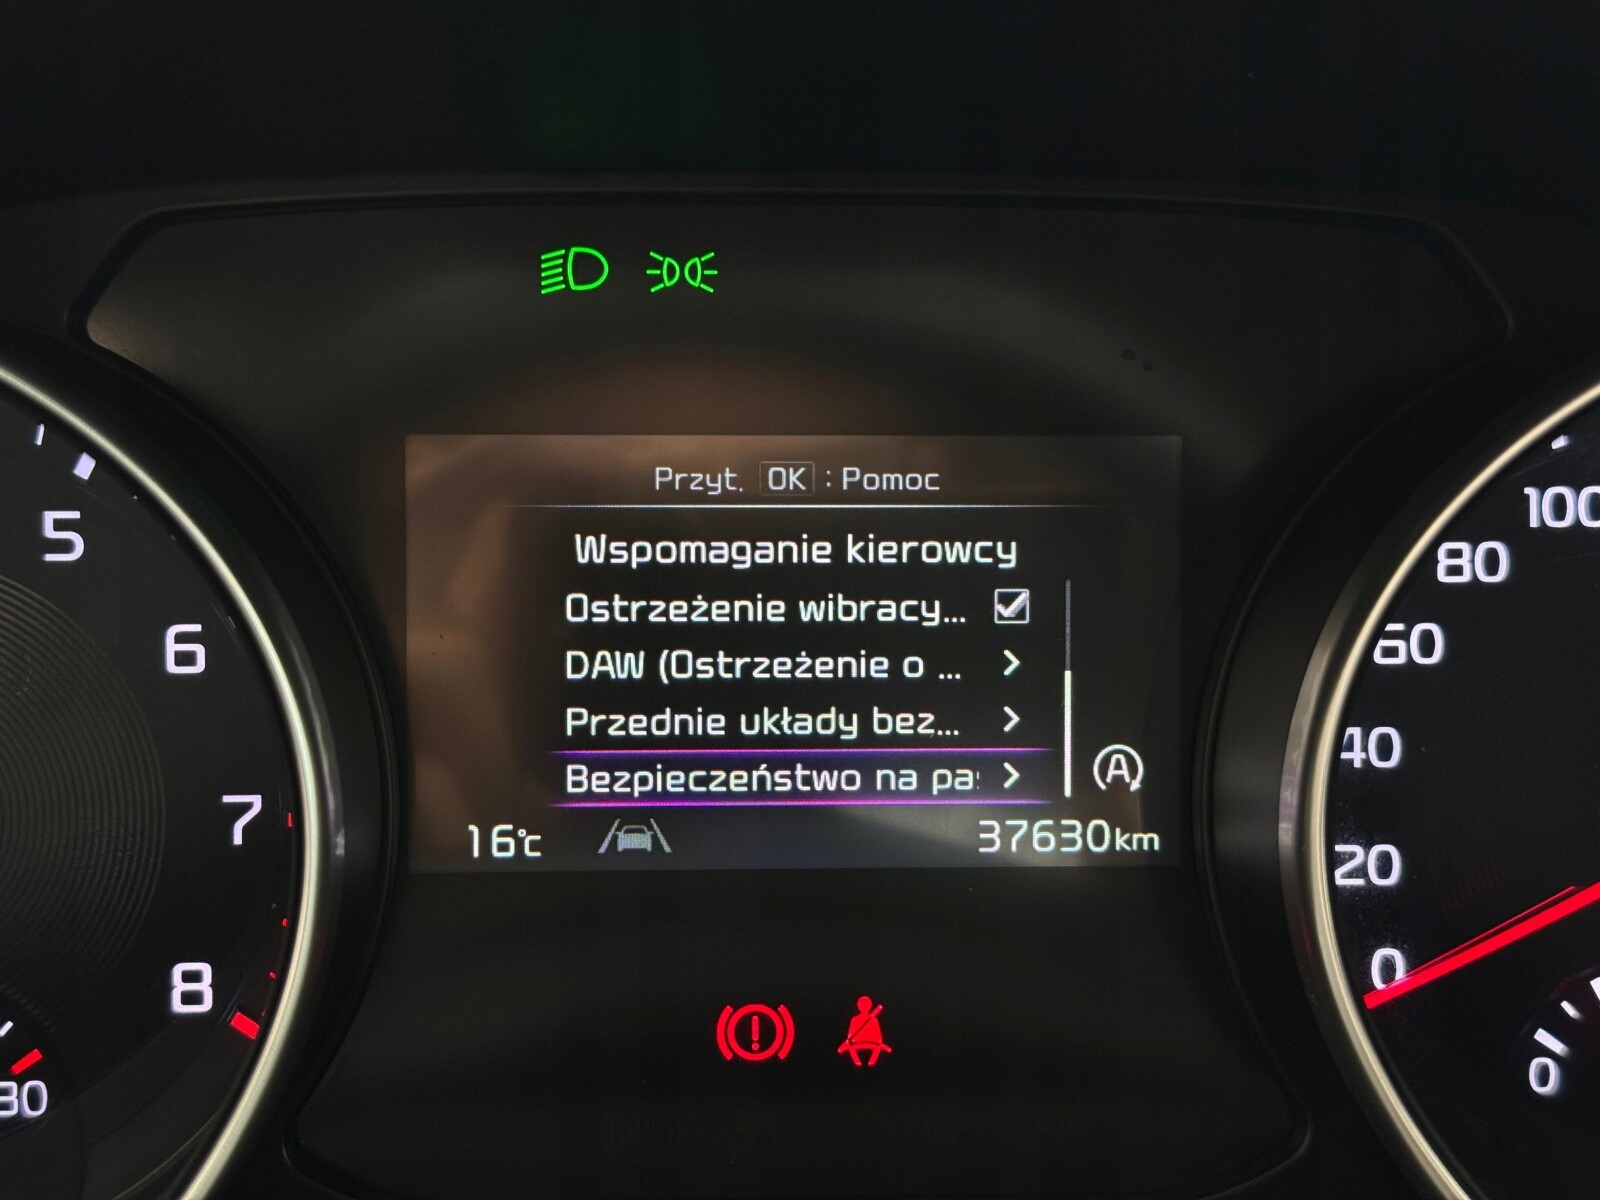 Przyt. OK : Pomoc
Wspomaganie kierowcy
Ostrzeżenie wibracy...
DAW (Ostrzeżenie o ...
Przednie układy bez...
Bezpieczeństwo na pa
A
16°c
37630km
5
6
7
8
100
80
60
40
20
0
0